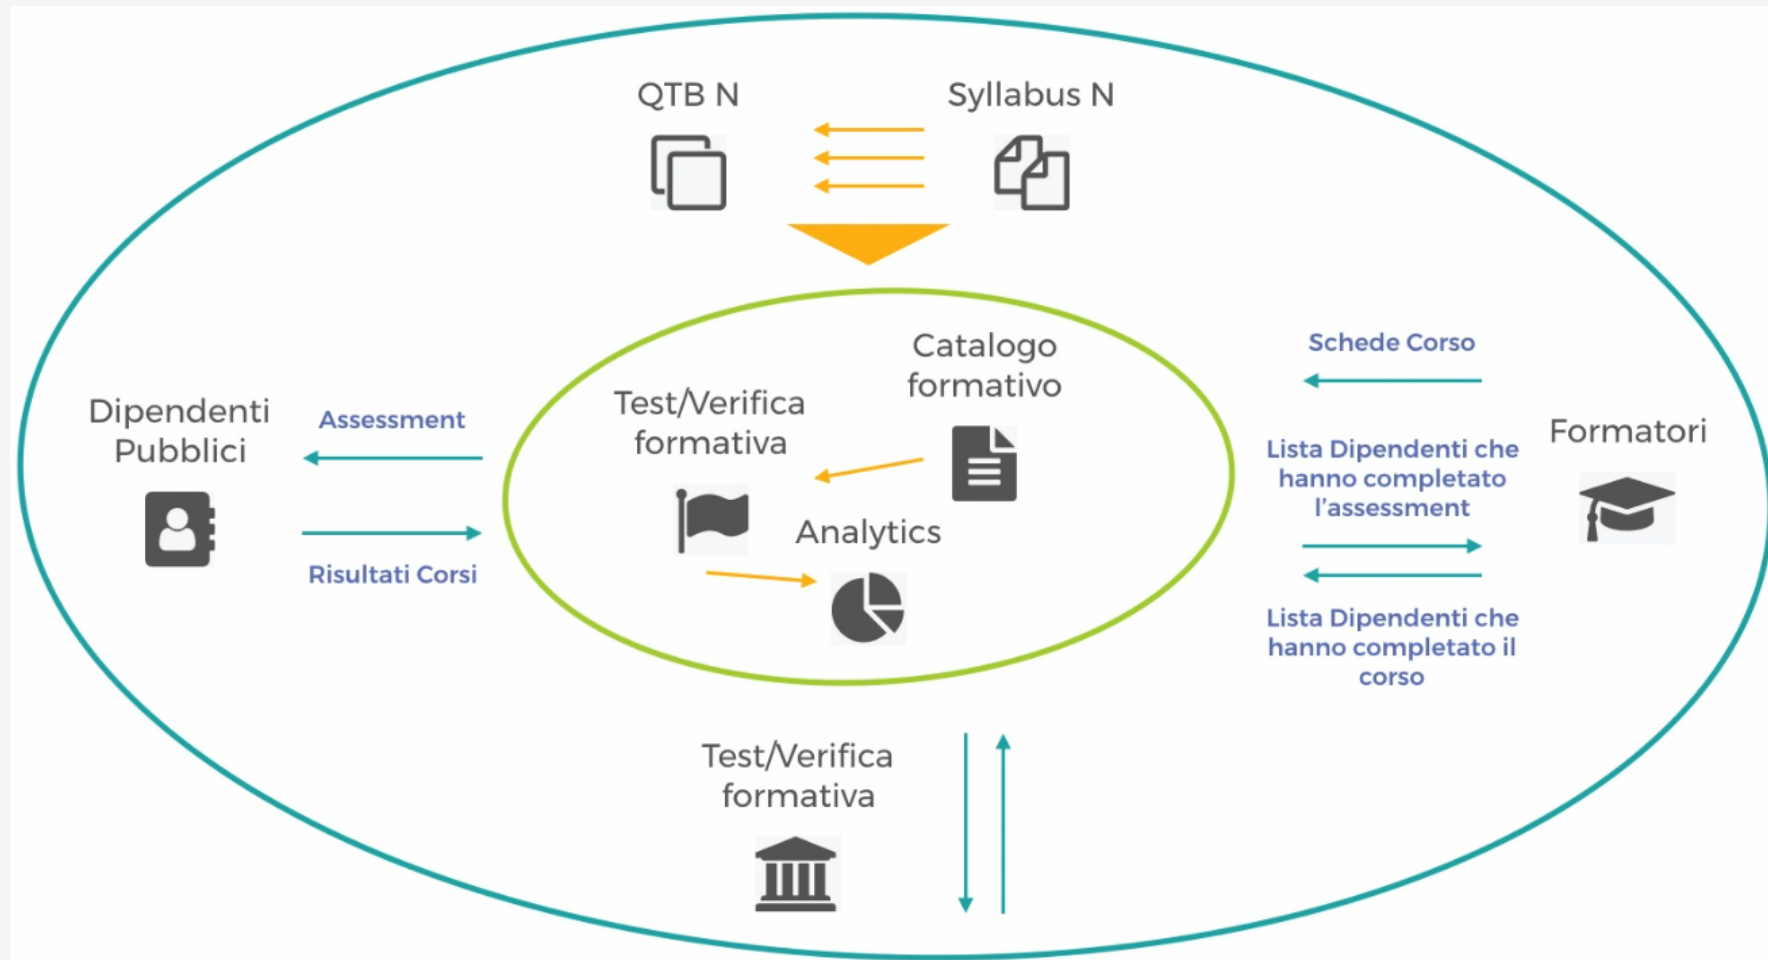 QTB N
Syllabus N
Catalogo
formativo
Test/Verifica
formativa
Analytics
Dipendenti
Pubblici
Assessment
Risultati Corsi
Schede Corso
Lista Dipendenti che
hanno completato
l'assessment
Lista Dipendenti che
hanno completato il
corso
Formatori
Test/Verifica
formativa